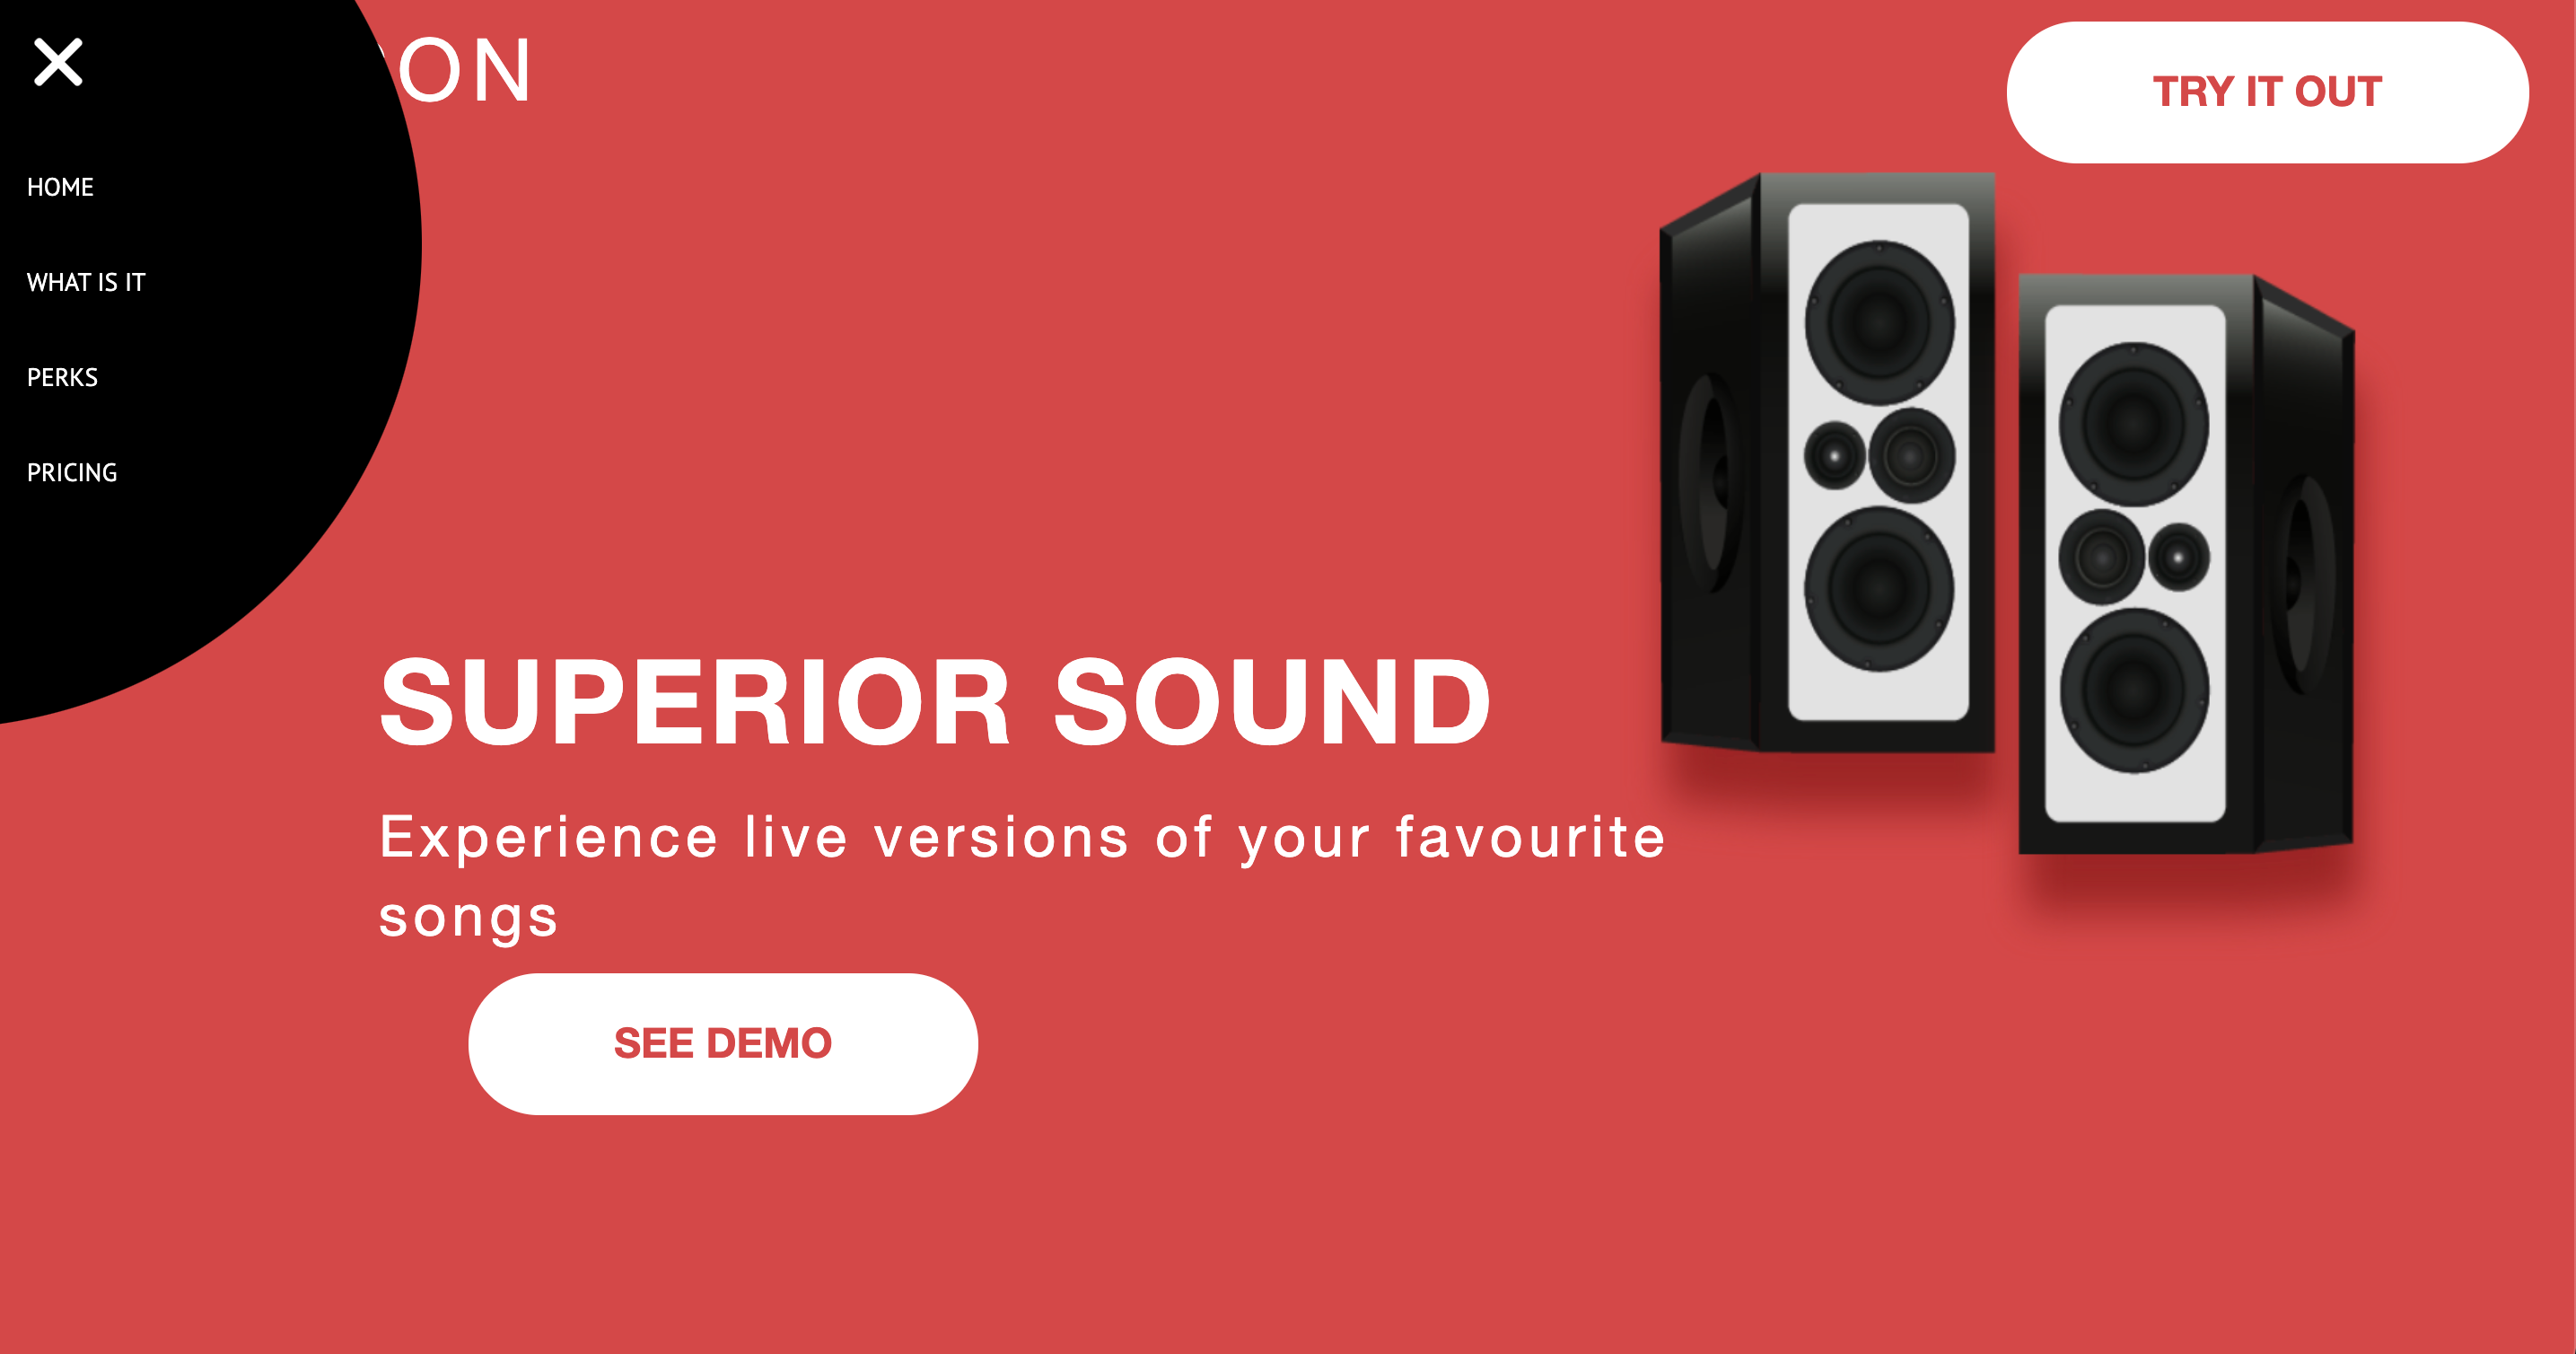 ON
TRY IT OUT
HOME
WHAT IS IT
PERKS
PRICING
SUPERIOR SOUND
Experience live versions of your favourite
songs
SEE DEMO